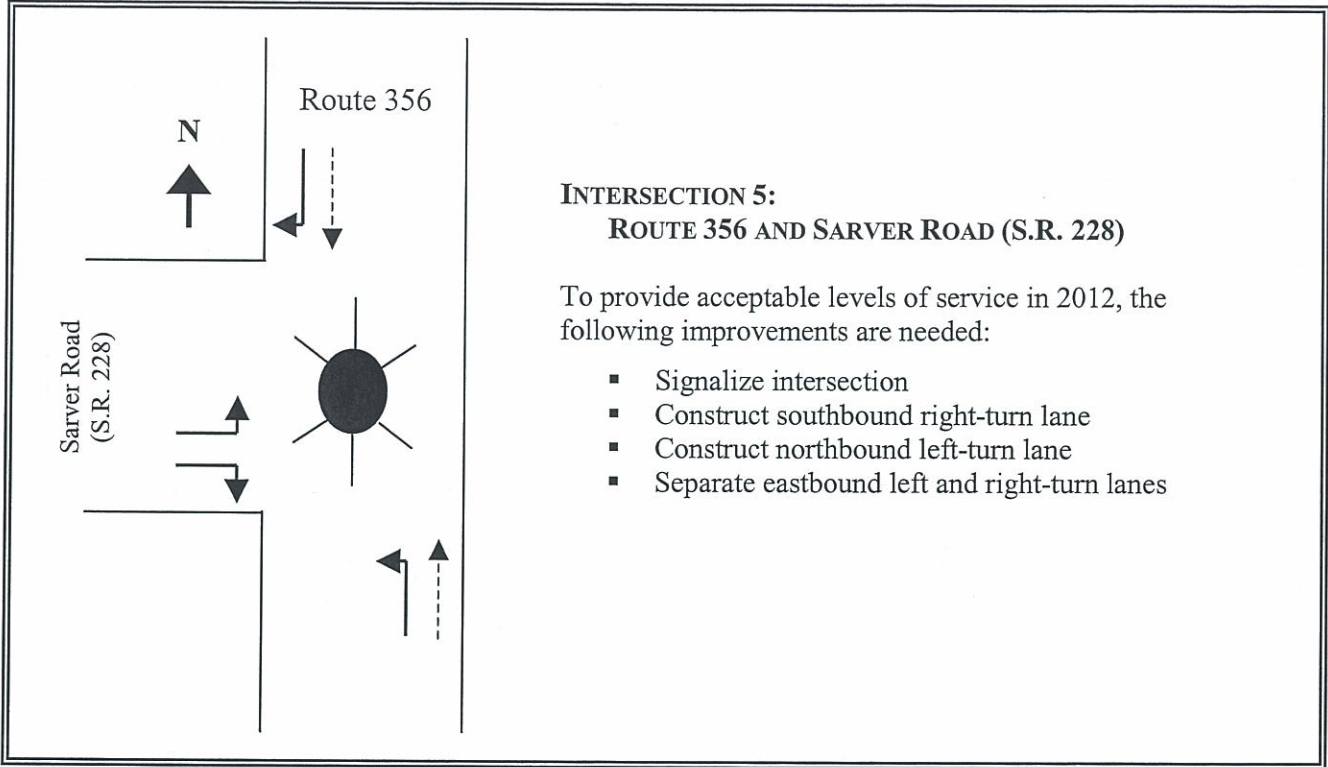 Route 356
N
Sarver Road
(S.R. 228)
INTERSECTION 5:
ROUTE 356 AND SARVER ROAD (S.R. 228)
To provide acceptable levels of service in 2012, the
following improvements are needed:
▪ Signalize intersection
▪ Construct southbound right-turn lane
▪ Construct northbound left-turn lane
▪ Separate eastbound left and right-turn lanes